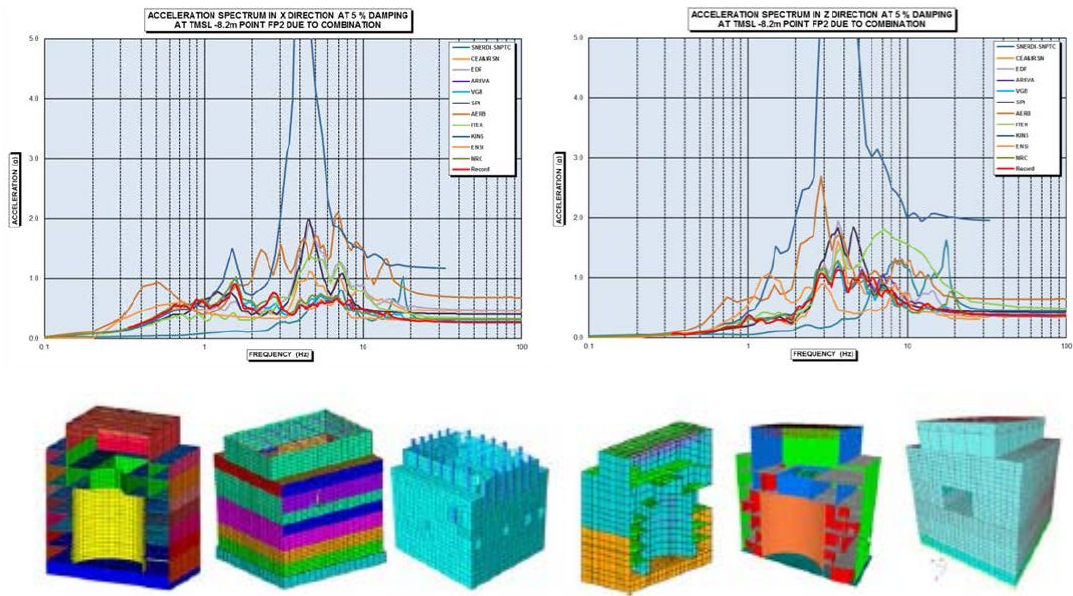 ACCELERATION SPECTRUM IN X DIRECTION AT 5 % DAMPING
AT TMSL -8.2m POINT FP2 DUE TO COMBINATION
5.0
4.0
3.0
2.0
1.0
0.0
0.1
1
10
100
ACCELERATION (g)
FREQUENCY (Hz)
SNERDI-SNPTC
CEA/IRSN
EDF
AREVA
VGB
SPI
AERB
ITER
KINS
ENSI
NRC
Record
ACCELERATION SPECTRUM IN Z DIRECTION AT 5 % DAMPING
AT TMSL -8.2m POINT FP2 DUE TO COMBINATION
5.0
4.0
3.0
2.0
1.0
0.0
0.1
1
10
100
ACCELERATION (g)
FREQUENCY (Hz)
SNERDI-SNPTC
CEA/IRSN
EDF
AREVA
VGB
SPI
AERB
ITER
KINS
ENSI
NRC
Record